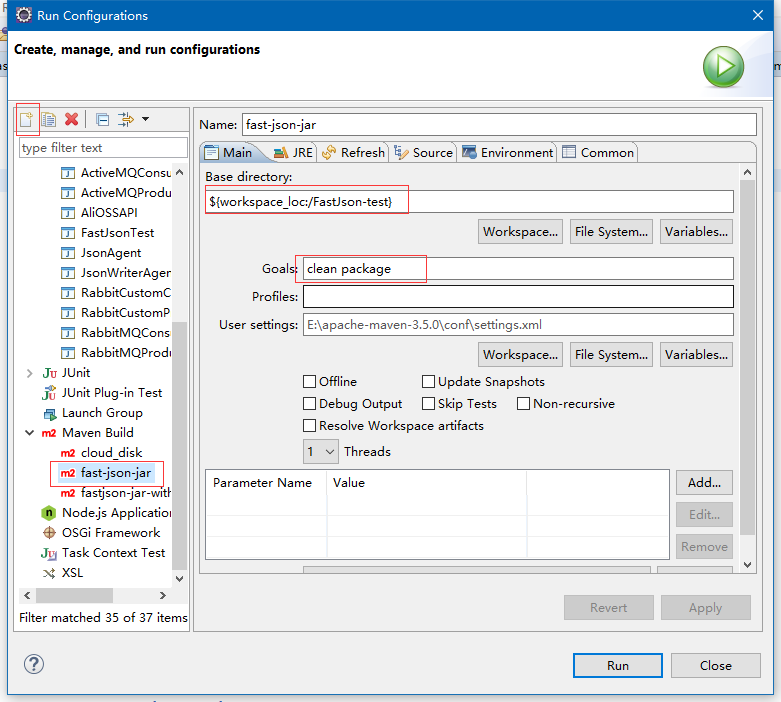 Run Configurations
Create, manage, and run configurations
type filter text
ActiveMQConsu
ActiveMQProdu
AliOSSAPI
FastJsonTest
JsonAgent
JsonWriterAger
RabbitCustomC
RabbitCustomP
RabbitMQCons
RabbitMQProdu
JUnit
JUnit Plug-in Test
Launch Group
Maven Build
cloud_disk
fast-json-jar
fastjson-jar-with
Node.js Application
OSGi Framework
Task Context Test
XSL
Filter matched 35 of 37 items
Name: fast-json-jar
Main JRE Refresh Source Environment Common
Base directory:
${workspace_loc:/FastJson-test}
Workspace... File System... Variables...
Goals: clean package
Profiles:
User settings: E:\apache-maven-3.5.0\conf\settings.xml
Workspace... File System... Variables...
Offline Update Snapshots
Debug Output Skip Tests Non-recursive
Resolve Workspace artifacts
1 Threads
Parameter Name Value
Add...
Edit...
Remove
Revert Apply
Run Close